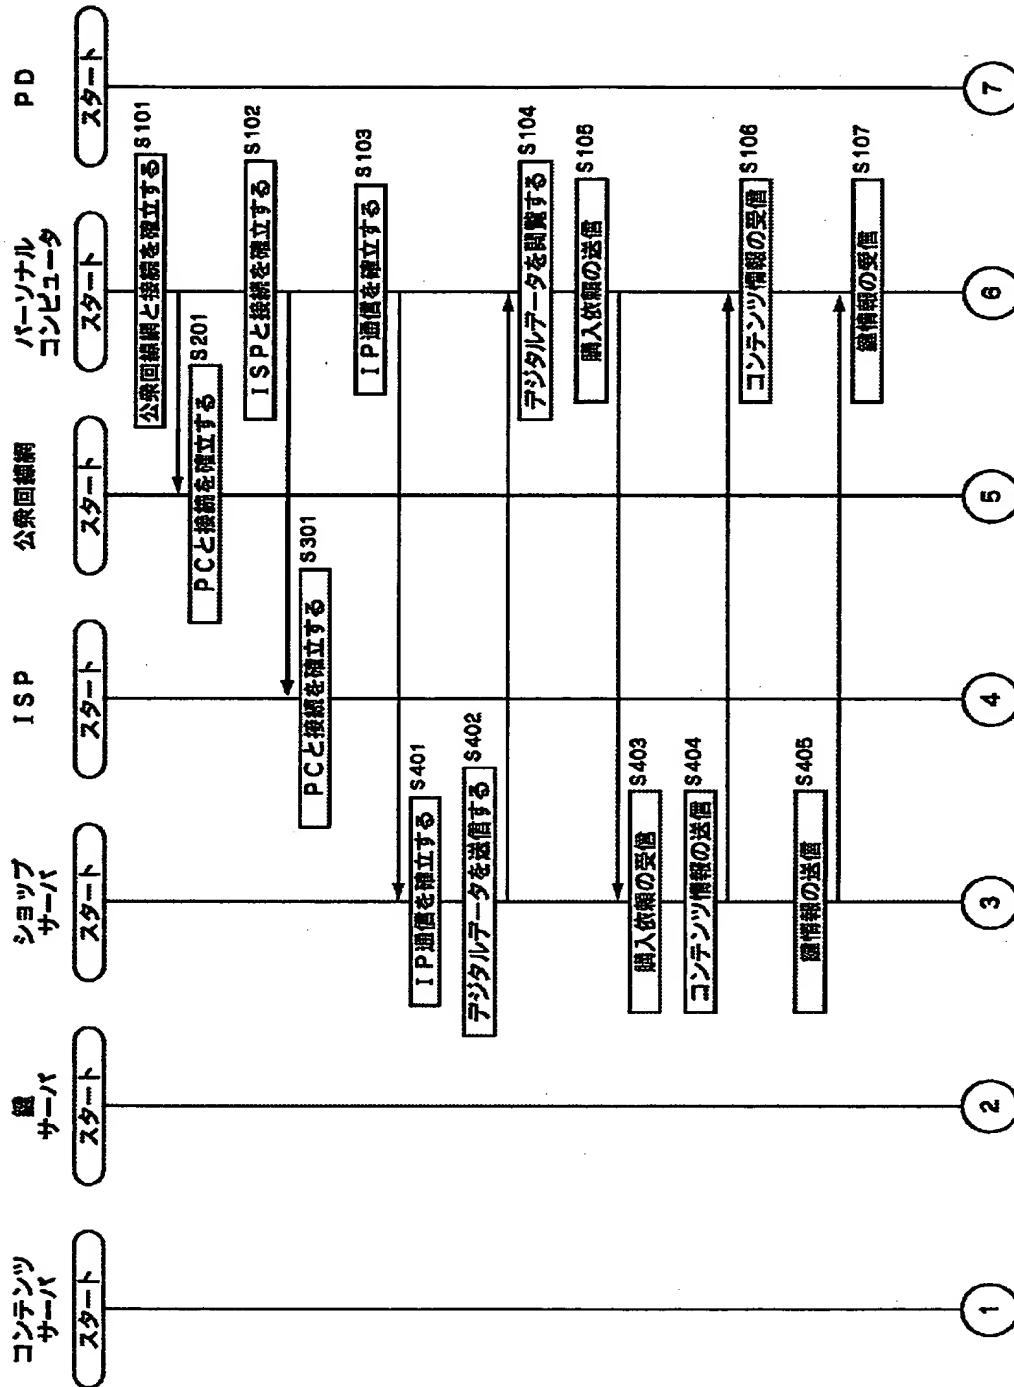 コンテンツ
サーバ
鍵
サーバ
ショップ
サーバ
ISP
公衆回線網
パーソナル
コンピュータ
PD
スタート
スタート
スタート
スタート
スタート
スタート
スタート
公衆回線網と接続を確立する S101
PCと接続を確立する S201
ISPと接続を確立する S102
PCと接続を確立する S301
IP通信を確立する S103
IP通信を確立する S401
デジタルデータを送信する S402
デジタルデータを閲覧する S104
購入依頼の送信 S105
購入依頼の受信 S403
コンテンツ情報の送信 S404
コンテンツ情報の受信 S106
鍵情報の送信 S405
鍵情報の受信 S107
1
2
3
4
5
6
7